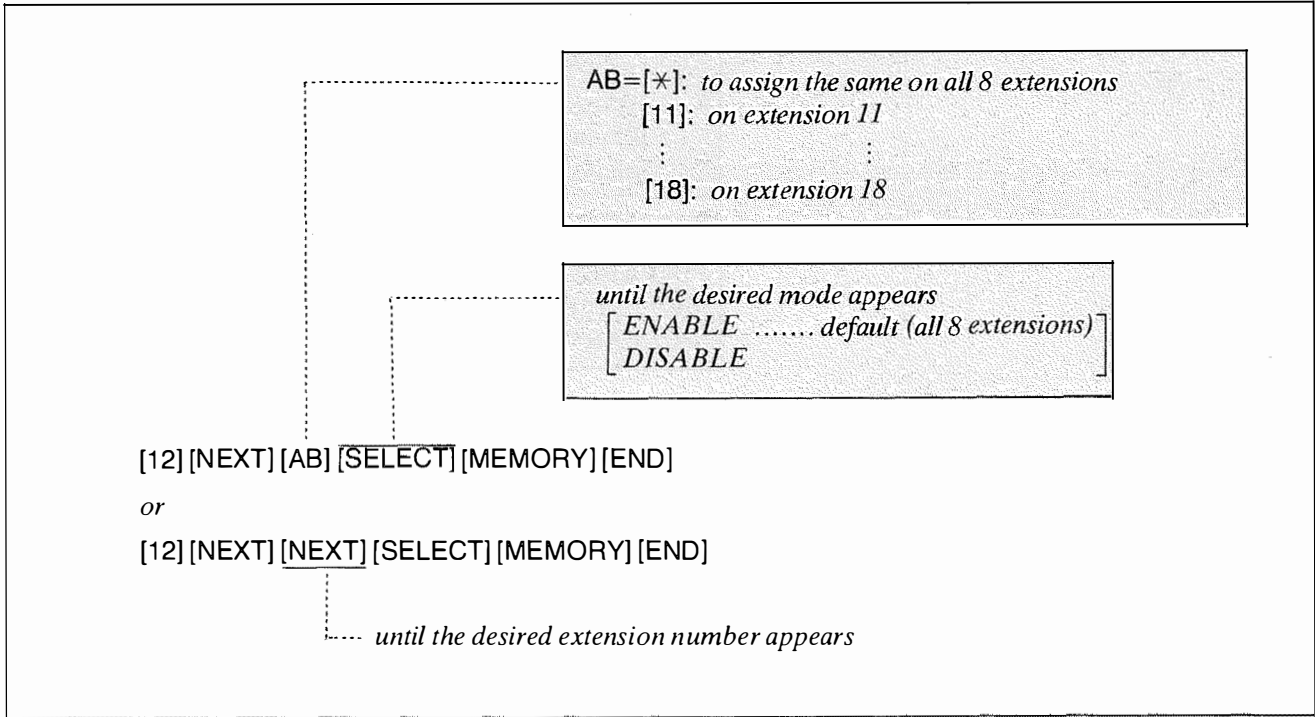 AB=[✳]: to assign the same on all 8 extensions
[11]: on extension 11
⋮ ⋮
[18]: on extension 18
until the desired mode appears
[ENABLE ....... default (all 8 extensions)
DISABLE]
[12] [NEXT] [AB] [SELECT] [MEMORY] [END]
or
[12] [NEXT] [NEXT] [SELECT] [MEMORY] [END]
until the desired extension number appears